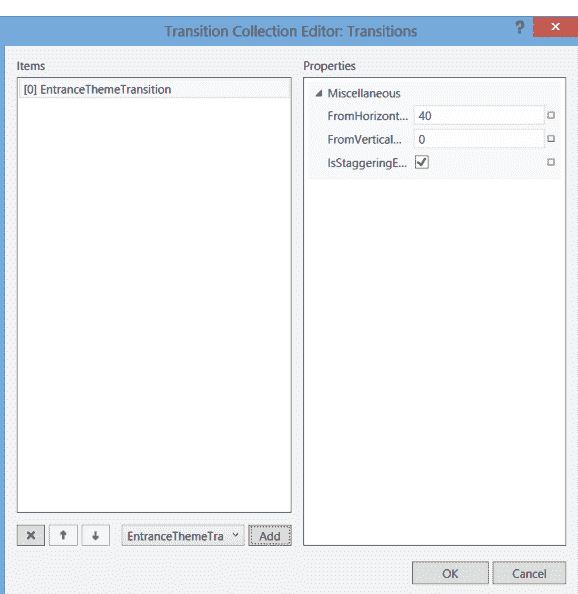 Transition Collection Editor: Transitions
?
Items
Properties
[0] EntranceThemeTransition
Miscellaneous
FromHorizont... 40
FromVertical... 0
IsStaggeringE...
EntranceThemeTra
Add
OK
Cancel